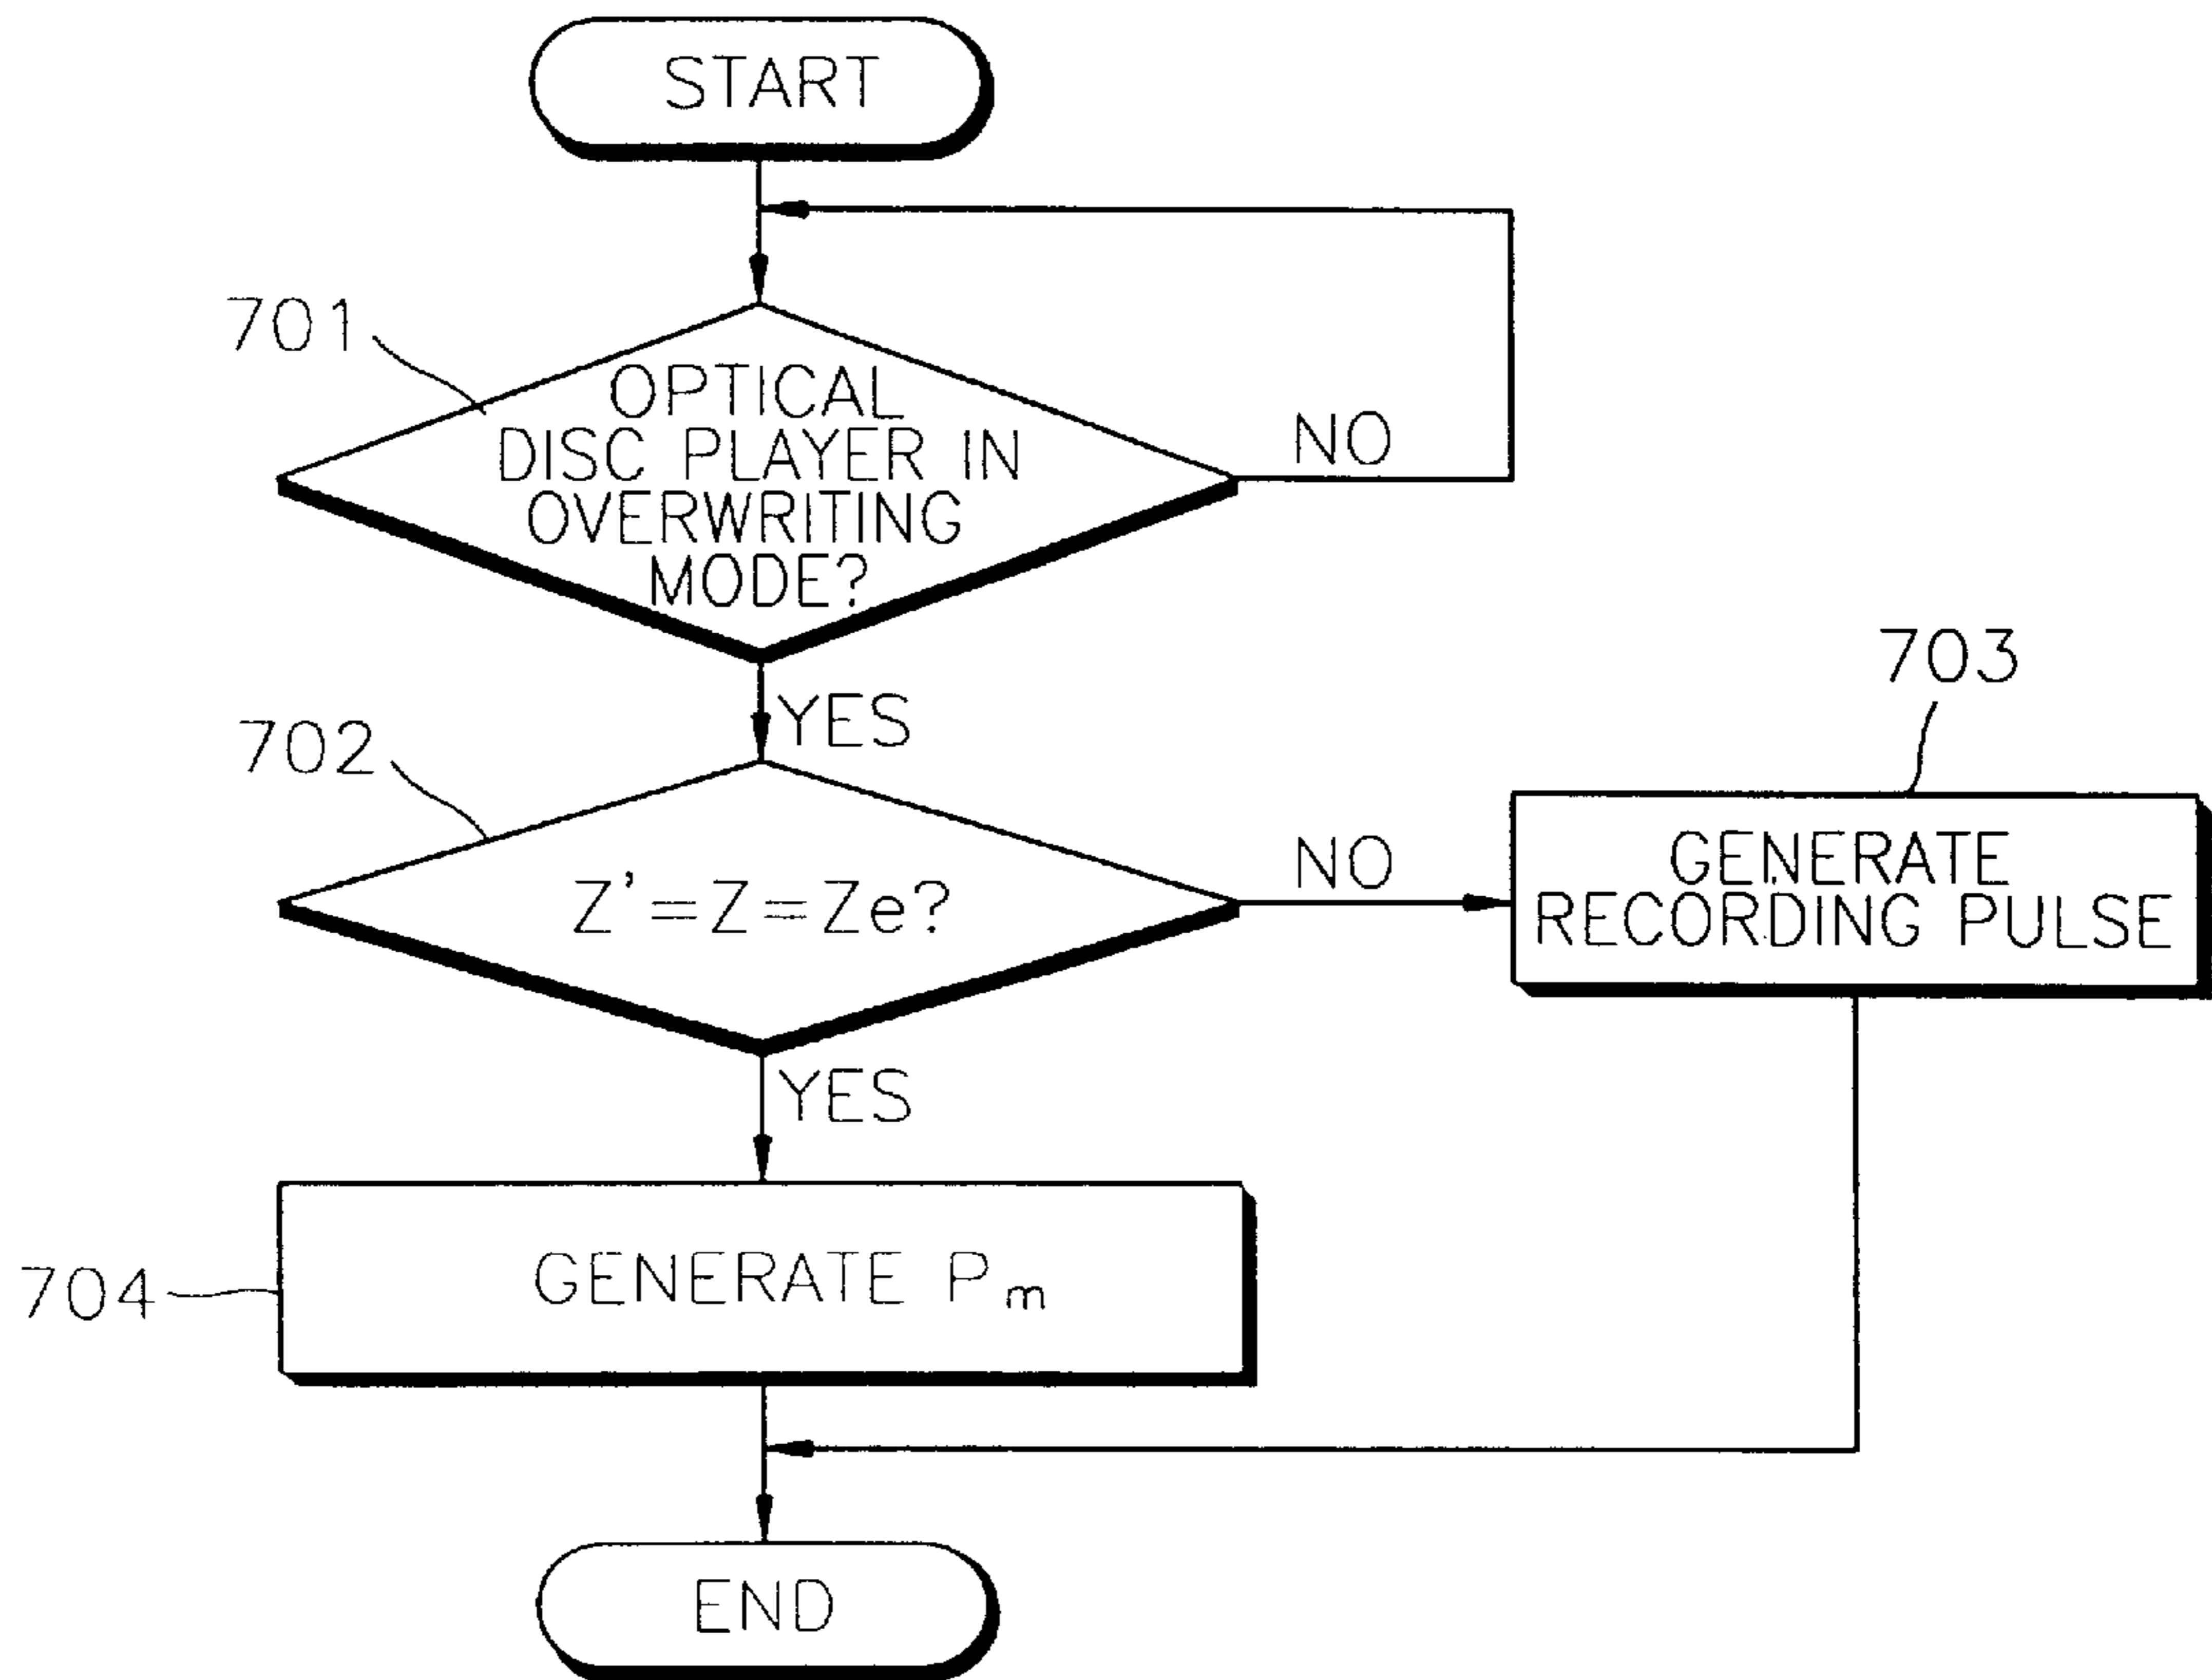 START
701
OPTICAL
DISC PLAYER IN
OVERWRITING
MODE?
NO
YES
702
Z'=Z=Ze?
NO
703
GENERATE
RECORDING PULSE
YES
704
GENERATE Pm
END